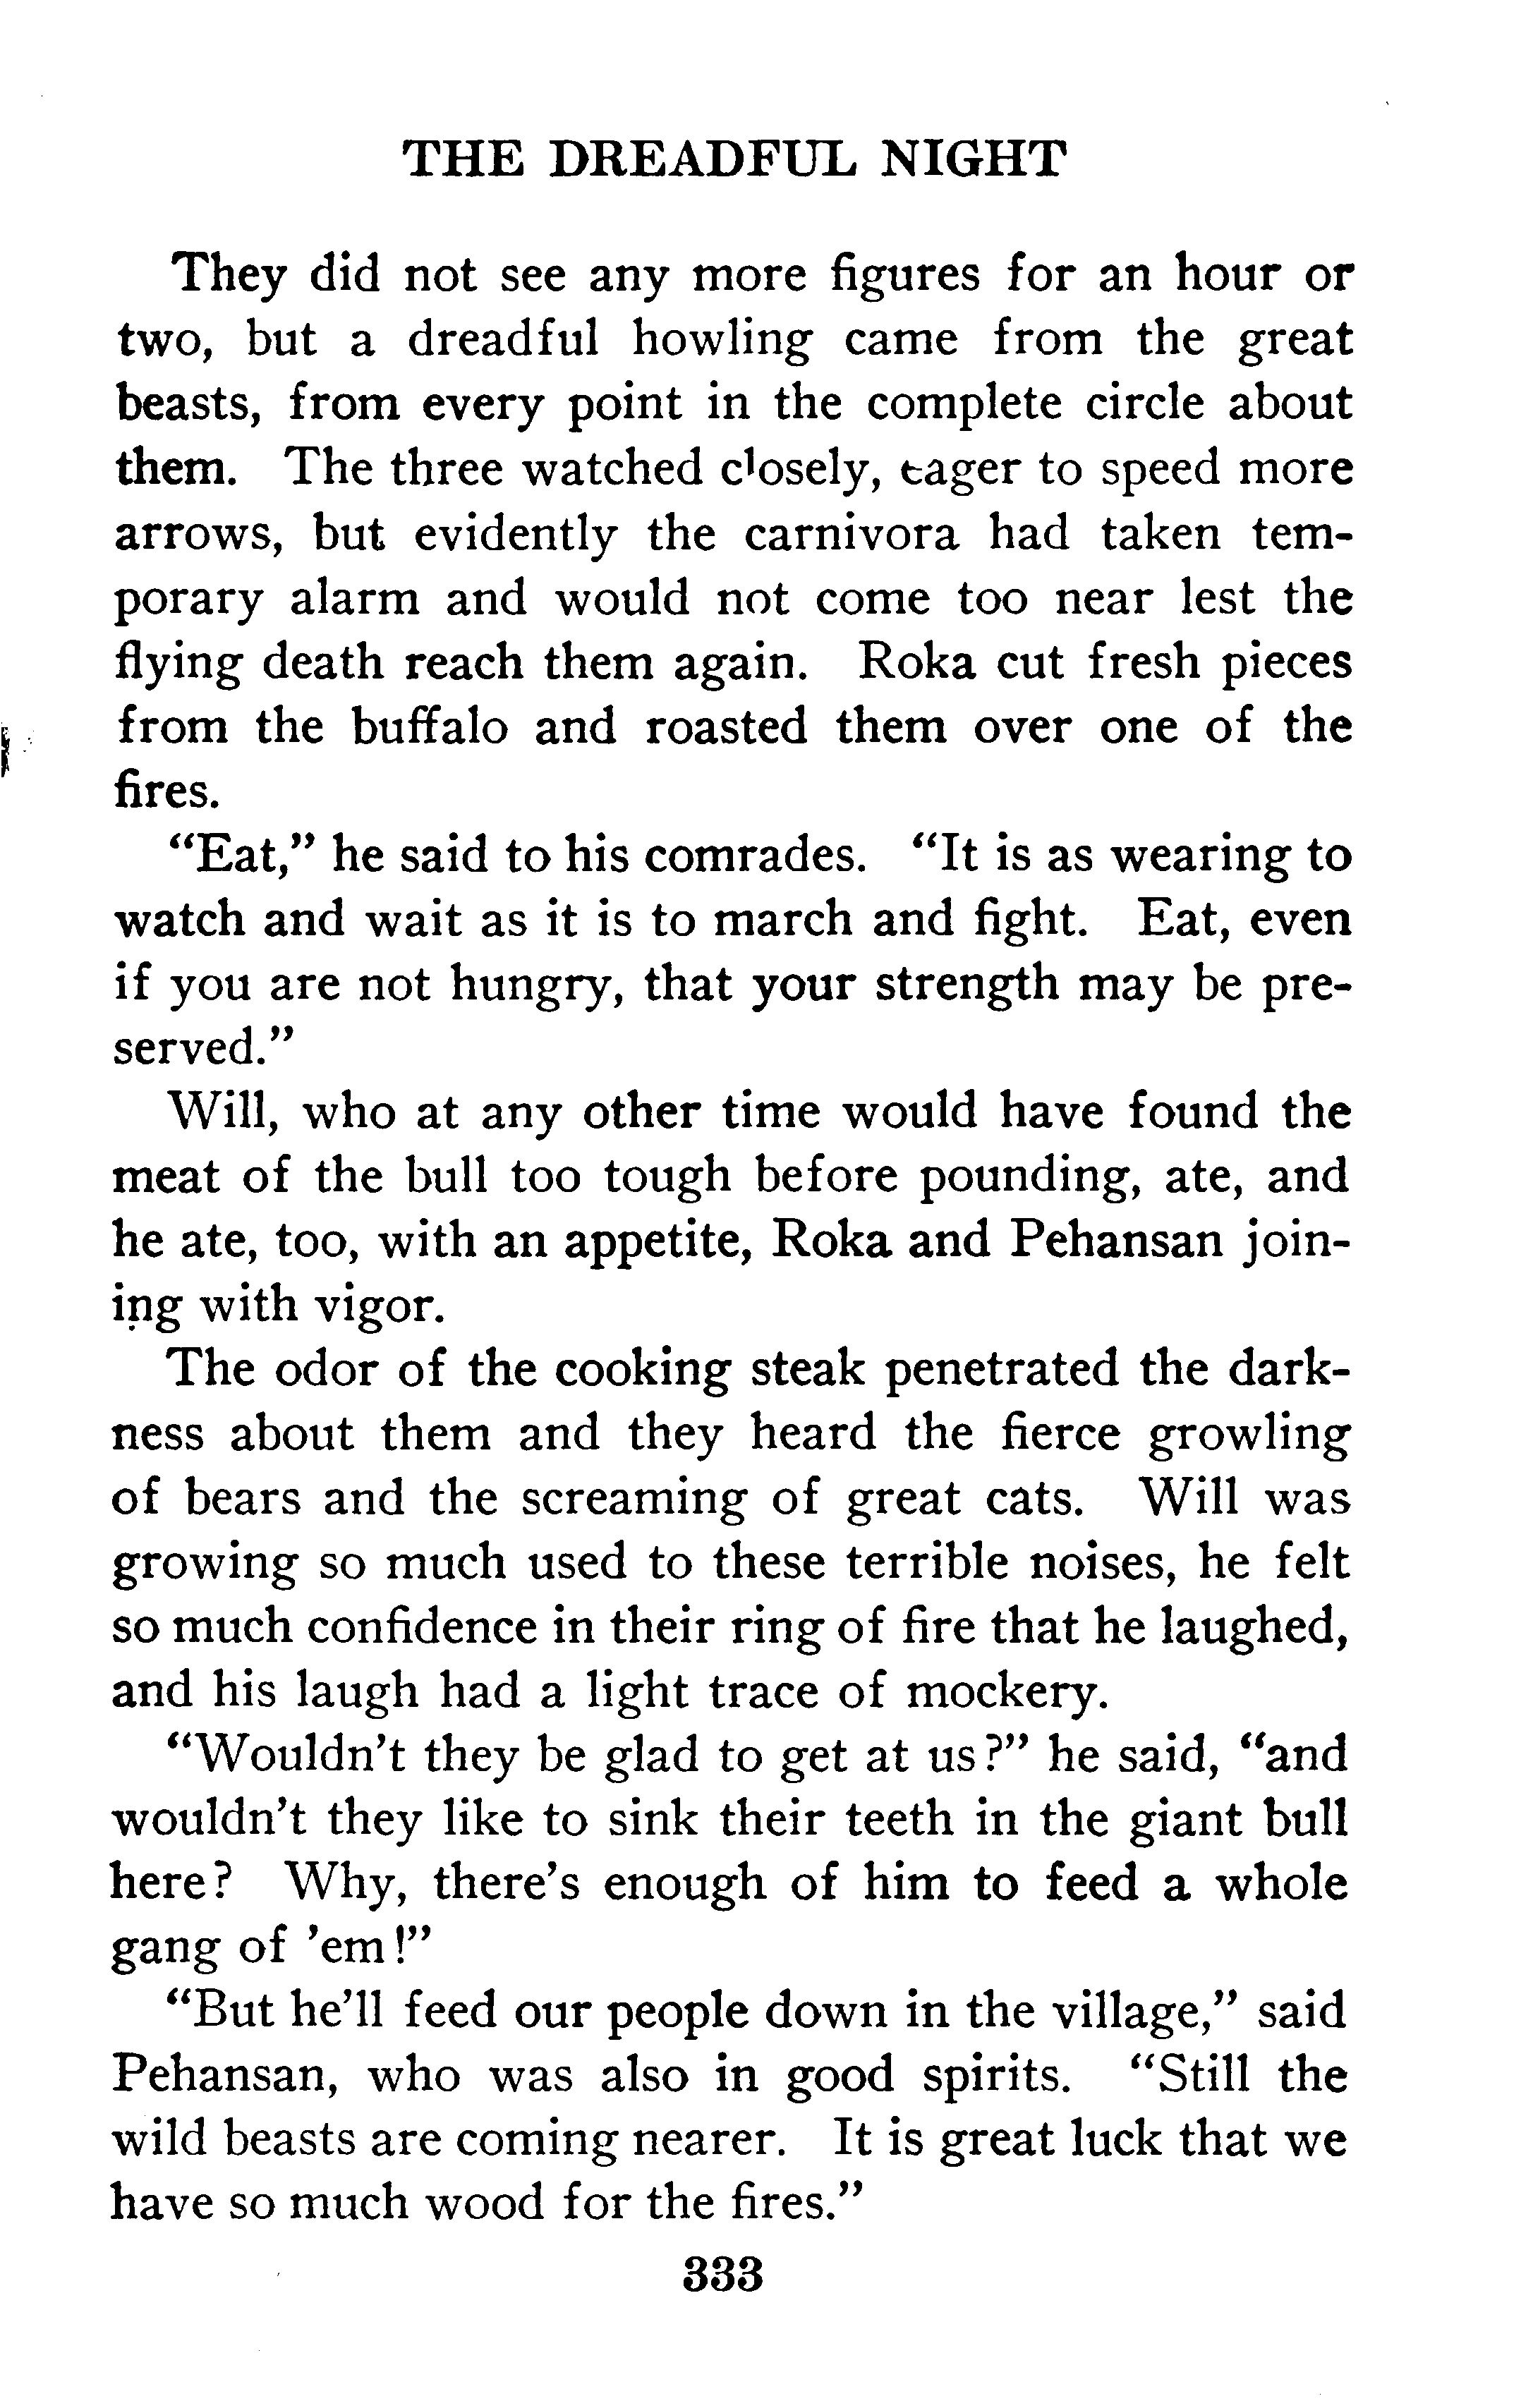 THE DREADFUL NIGHT
They did not see any more figures for an hour or
two, but a dreadful howling came from the great
beasts, from every point in the complete circle about
them. The three watched closely, eager to speed more
arrows, but evidently the carnivora had taken tem-
porary alarm and would not come too near lest the
flying death reach them again. Roka cut fresh pieces
from the buffalo and roasted them over one of the
fires.
"Eat," he said to his comrades. "It is as wearing to
watch and wait as it is to march and fight. Eat, even
if you are not hungry, that your strength may be pre-
served."
Will, who at any other time would have found the
meat of the bull too tough before pounding, ate, and
he ate, too, with an appetite, Roka and Pehansan join-
ing with vigor.
The odor of the cooking steak penetrated the dark-
ness about them and they heard the fierce growling
of bears and the screaming of great cats. Will was
growing so much used to these terrible noises, he felt
so much confidence in their ring of fire that he laughed,
and his laugh had a light trace of mockery.
"Wouldn't they be glad to get at us?" he said, "and
wouldn't they like to sink their teeth in the giant bull
here? Why, there's enough of him to feed a whole
gang of 'em!"
"But he'll feed our people down in the village," said
Pehansan, who was also in good spirits. "Still the
wild beasts are coming nearer. It is great luck that we
have so much wood for the fires."
333